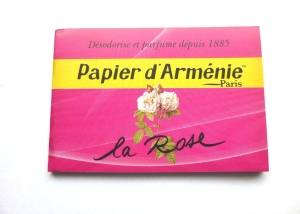 Désodorise et parfume depuis 1885
Papier d'Arménie™
Paris
la Rose